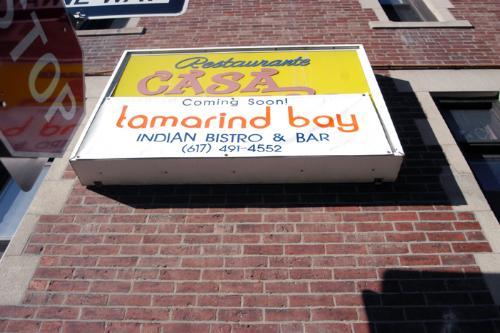 STOP
Restaurante
CASA
Coming Soon!
tamarind bay
INDIAN BISTRO & BAR
(617) 491-4552